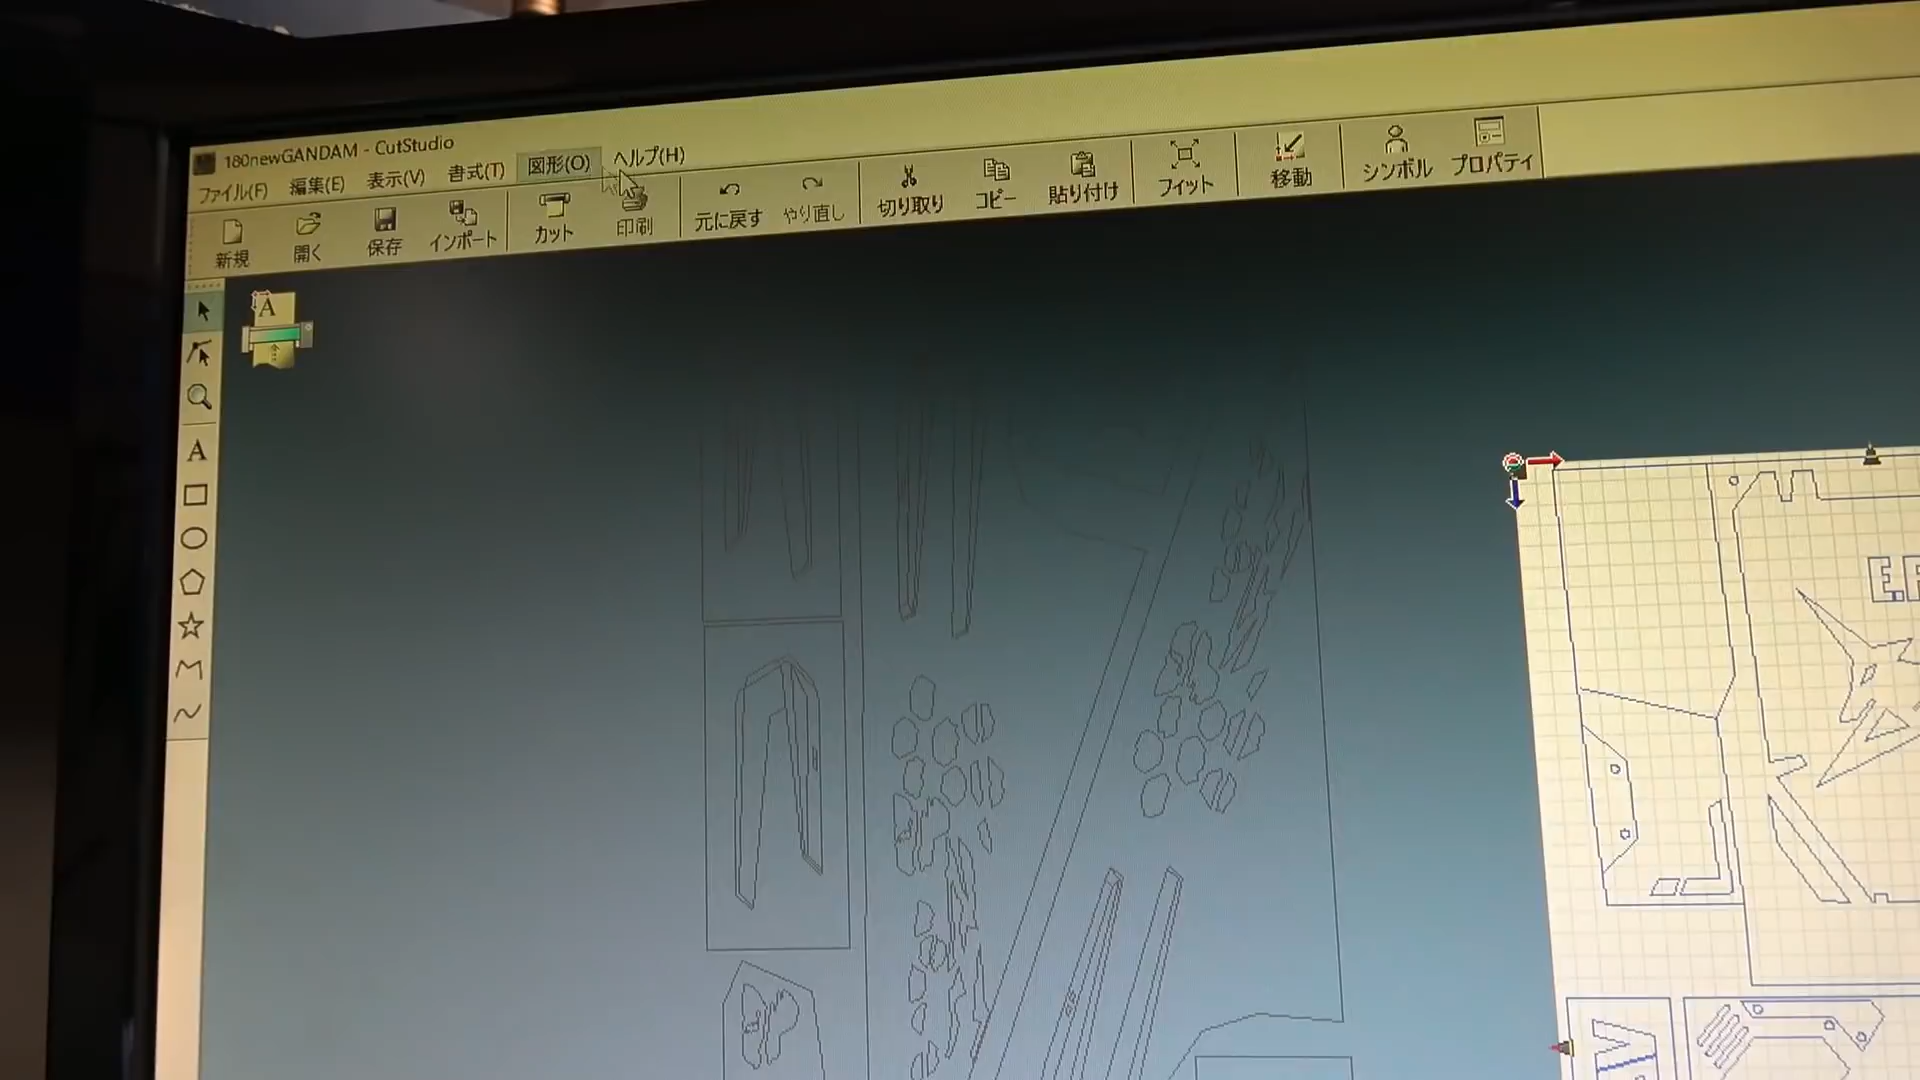 180newGANDAM - CutStudio
ファイル(F) 編集(E) 表示(V) 書式(T) 図形(O) ヘルプ(H)
新規 開く 保存 インポート カット 印刷 元に戻す やり直し 切り取り コピー 貼り付け フィット 移動 シンボル プロパティ
A
A
E.F